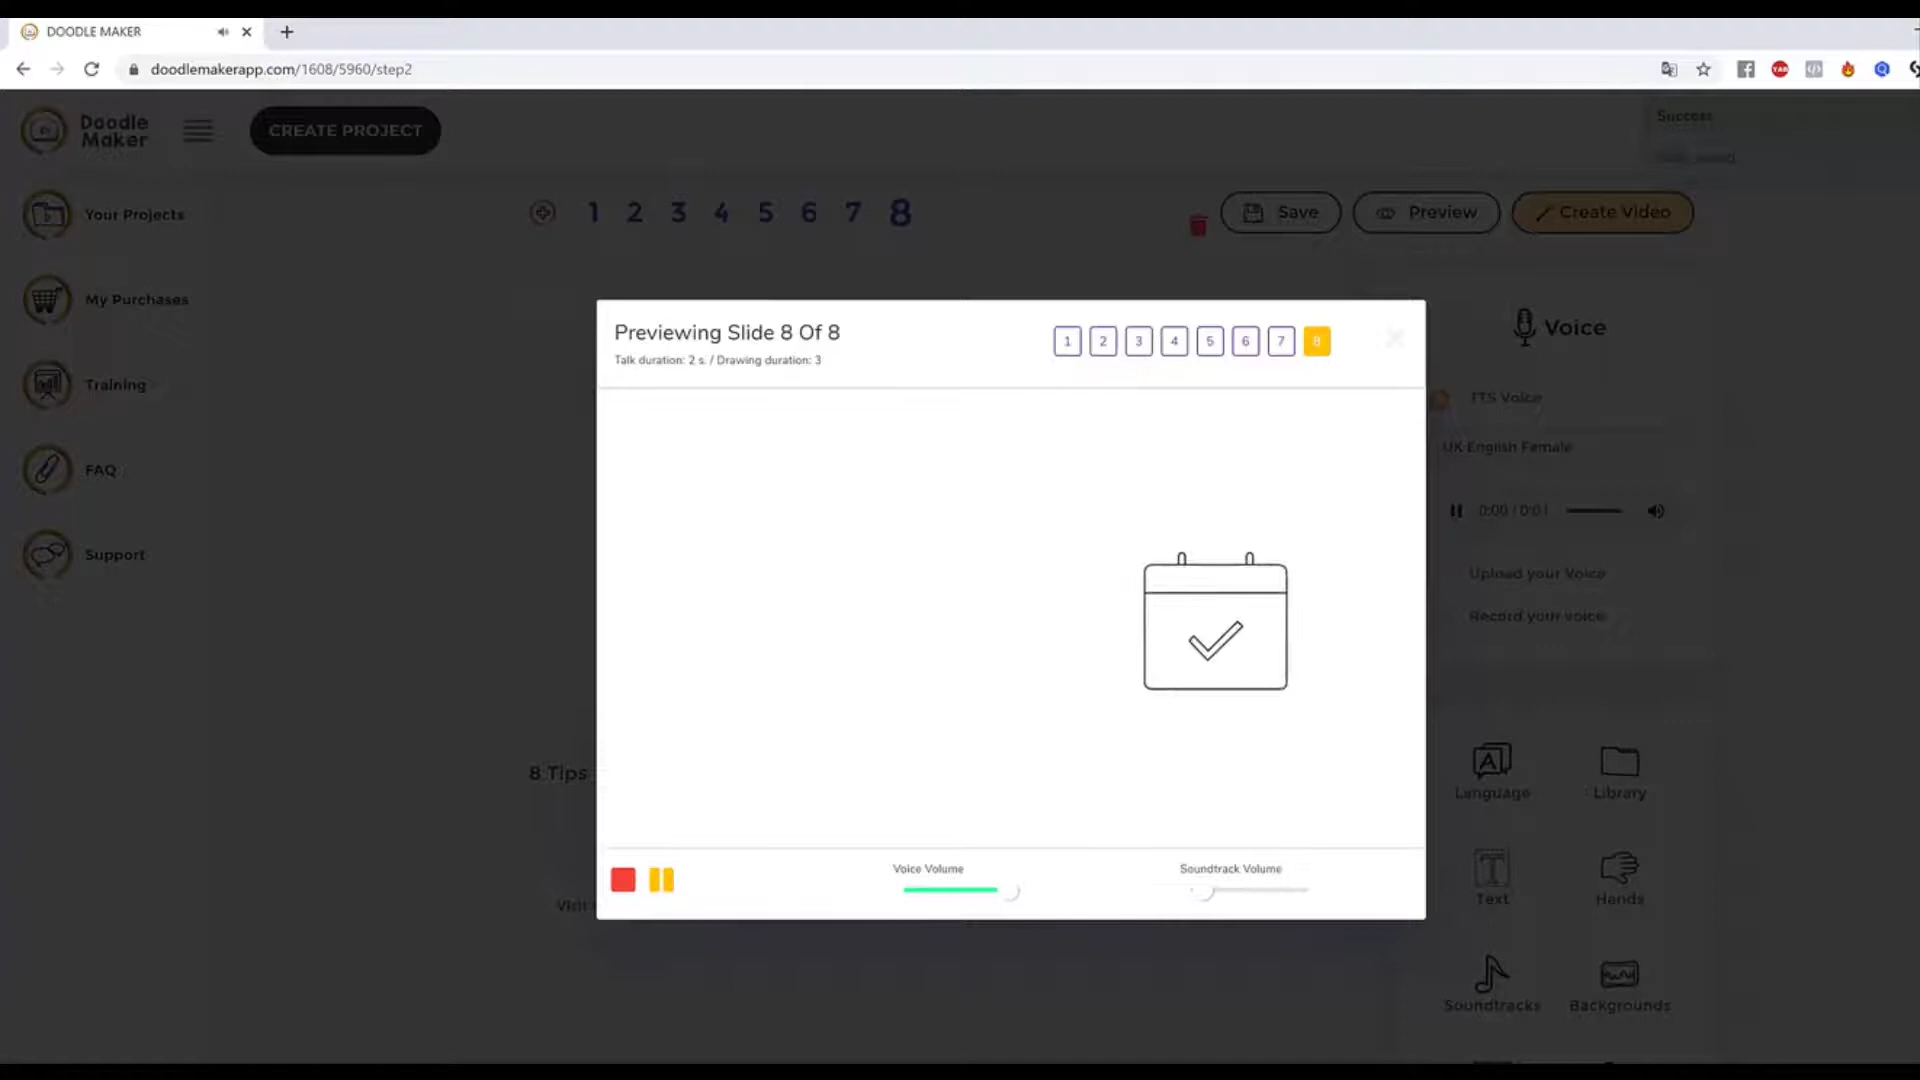 DOODLE MAKER
doodlemakerapp.com/1608/5960/step2
Doodle
Maker
CREATE PROJECT
Success
Your Projects
1 2 3 4 5 6 7 8
Save
Preview
Create Video
My Purchases
Training
FAQ
Support
Previewing Slide 8 Of 8
Talk duration: 2 s. / Drawing duration: 3
1 2 3 4 5 6 7 8
Voice
TTS Voice
UK English Female
0:00 / 0:01
Upload your Voice
Record your voice
8 Tips
Voice Volume
Soundtrack Volume
Language
Library
Text
Hands
Soundtracks
Backgrounds